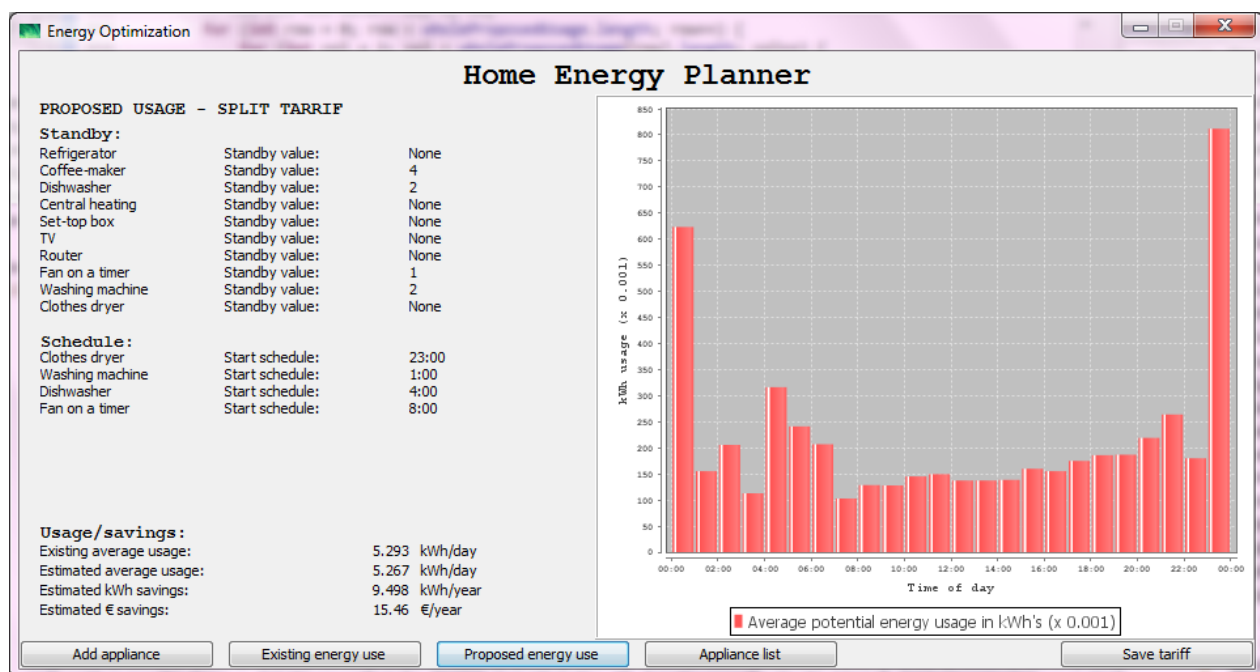 Energy Optimization
Home Energy Planner
PROPOSED USAGE - SPLIT TARRIF
Standby:
Refrigerator Standby value: None
Coffee-maker Standby value: 4
Dishwasher Standby value: 2
Central heating Standby value: None
Set-top box Standby value: None
TV Standby value: None
Router Standby value: None
Fan on a timer Standby value: 1
Washing machine Standby value: 2
Clothes dryer Standby value: None
Schedule:
Clothes dryer Start schedule: 23:00
Washing machine Start schedule: 1:00
Dishwasher Start schedule: 4:00
Fan on a timer Start schedule: 8:00
Usage/savings:
Existing average usage: 5.293 kWh/day
Estimated average usage: 5.267 kWh/day
Estimated kWh savings: 9.498 kWh/year
Estimated € savings: 15.46 €/year
850
800
750
700
650
600
550
500
450
400
350
300
250
200
150
100
50
0
kWh usage (x 0.001)
00:00 02:00 04:00 06:00 08:00 10:00 12:00 14:00 16:00 18:00 20:00 22:00 00:00
Time of day
Average potential energy usage in kWh's (x 0.001)
Add appliance Existing energy use Proposed energy use Appliance list Save tariff